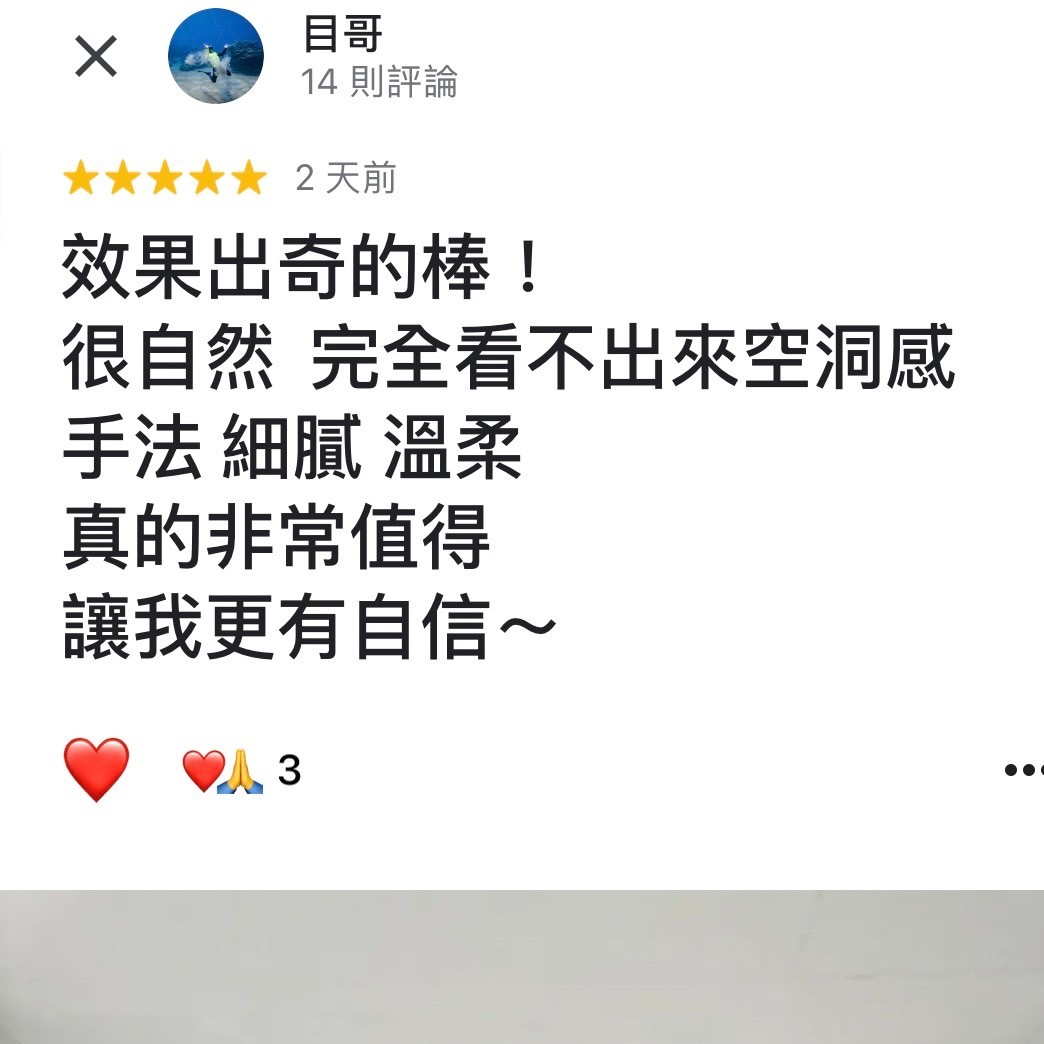 目哥
14 則評論
2 天前
效果出奇的棒！
很自然 完全看不出來空洞感
手法 細膩 溫柔
真的非常值得
讓我更有自信～
3